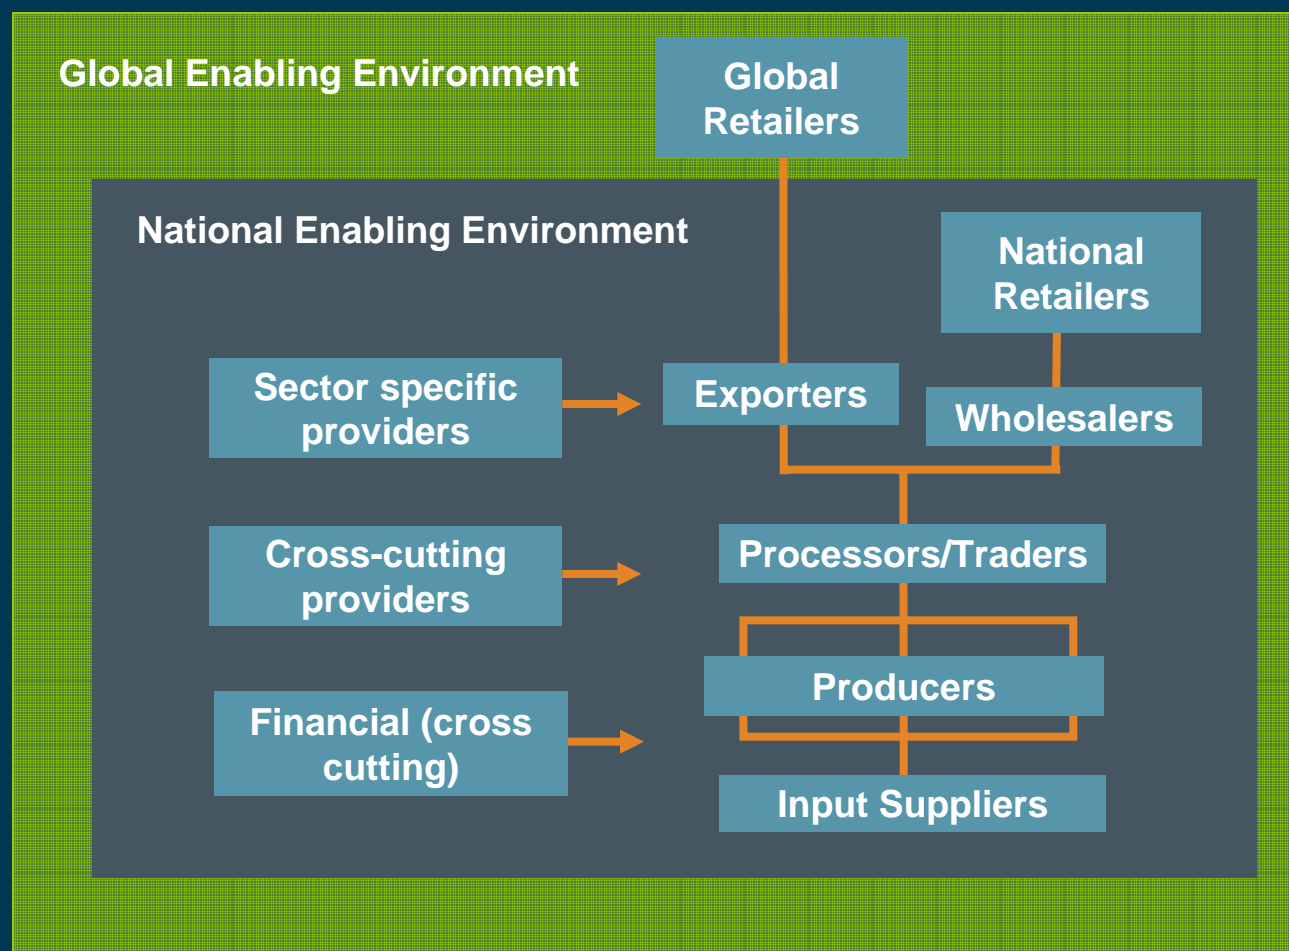 Global Enabling Environment
Global
Retailers
National Enabling Environment
National
Retailers
Sector specific
providers
Exporters
Wholesalers
Cross-cutting
providers
Processors/Traders
Producers
Financial (cross
cutting)
Input Suppliers